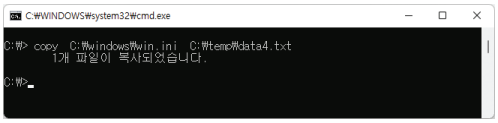 C:₩WINDOWS₩system32₩cmd.exe
C:₩> copy  C:₩windows₩win.ini  C:₩temp₩data4.txt
1개 파일이 복사되었습니다.
C:₩>